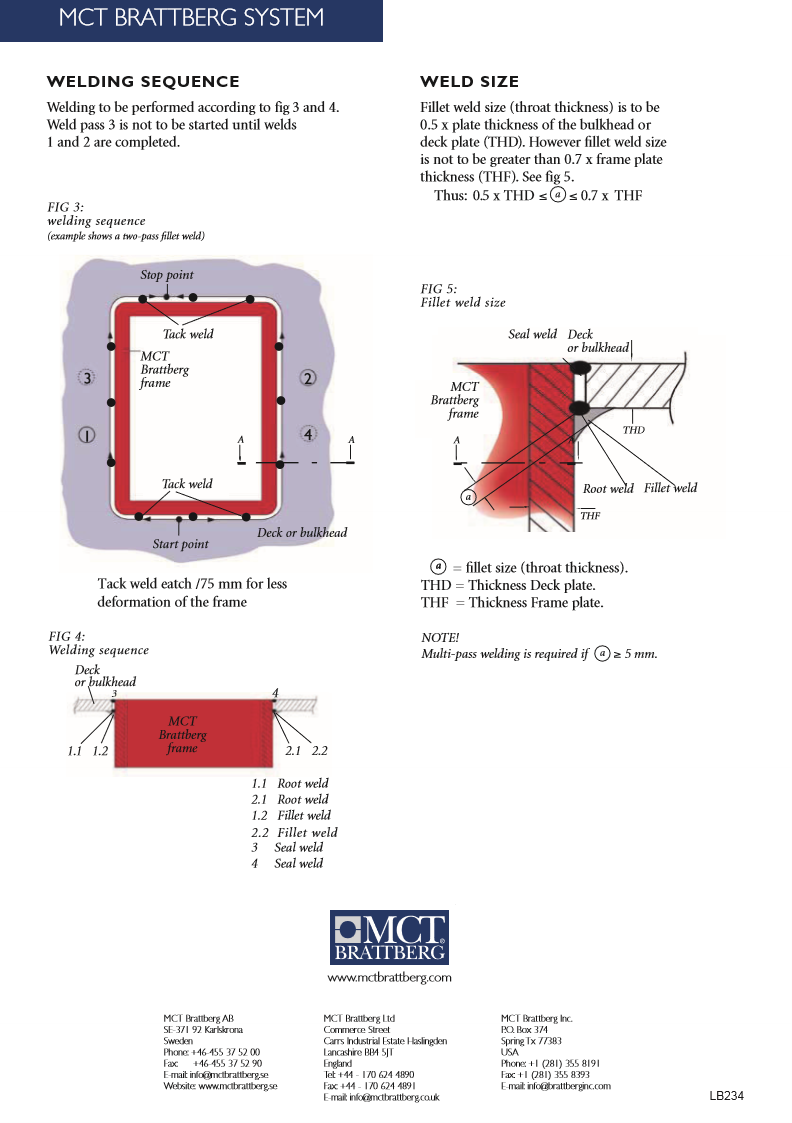 MCT BRATTBERG SYSTEM
WELDING SEQUENCE
Welding to be performed according to fig 3 and 4.
Weld pass 3 is not to be started until welds
1 and 2 are completed.
FIG 3:
welding sequence
(example shows a two-pass fillet weld)
Stop point
Tack weld
MCT
Brattberg
frame
3
2
1
4
A
A
Tack weld
Deck or bulkhead
Start point
Tack weld eatch /75 mm for less
deformation of the frame
FIG 4:
Welding sequence
Deck
or bulkhead
3
4
MCT
Brattberg
frame
1.1 1.2
2.1 2.2
1.1 Root weld
2.1 Root weld
1.2 Fillet weld
2.2 Fillet weld
3 Seal weld
4 Seal weld
WELD SIZE
Fillet weld size (throat thickness) is to be
0.5 x plate thickness of the bulkhead or
deck plate (THD). However fillet weld size
is not to be greater than 0.7 x frame plate
thickness (THF). See fig 5.
Thus: 0.5 x THD ≤ a ≤ 0.7 x THF
FIG 5:
Fillet weld size
Seal weld
Deck
or bulkhead
MCT
Brattberg
frame
THD
A
A
a
Root weld
Fillet weld
THF
a = fillet size (throat thickness).
THD = Thickness Deck plate.
THF = Thickness Frame plate.
NOTE!
Multi-pass welding is required if a ≥ 5 mm.
MCT®
BRATTBERG
www.mctbrattberg.com
MCT Brattberg AB
SE-371 92 Karlskrona
Sweden
Phone: +46-455 37 52 00
Fax: +46-455 37 52 90
E-mail: info@mctbrattberg.se
Website: www.mctbrattberg.se
MCT Brattberg Ltd
Commerce Street
Carrs Industrial Estate Haslingden
Lancashire BB4 5JT
England
Tel: +44 - 170 624 4890
Fax: +44 - 170 624 4891
E-mail: info@mctbrattberg.co.uk
MCT Brattberg Inc.
P.O. Box 374
Spring Tx 77383
USA
Phone: +1 (281) 355 8191
Fax: +1 (281) 355 8393
E-mail: info@brattberginc.com
LB234